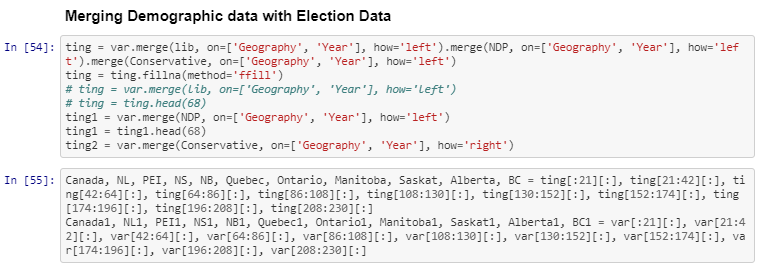 Merging Demographic data with Election Data
In [54]: ting = var.merge(lib, on=['Geography', 'Year'], how='left').merge(NDP, on=['Geography', 'Year'], how='lef
t').merge(Conservative, on=['Geography', 'Year'], how='left')
ting = ting.fillna(method='ffill')
# ting = var.merge(lib, on=['Geography', 'Year'], how='left')
# ting = ting.head(68)
ting1 = var.merge(NDP, on=['Geography', 'Year'], how='left')
ting1 = ting1.head(68)
ting2 = var.merge(Conservative, on=['Geography', 'Year'], how='right')
In [55]: Canada, NL, PEI, NS, NB, Quebec, Ontario, Manitoba, Saskat, Alberta, BC = ting[:21][:], ting[21:42][:], ti
ng[42:64][:], ting[64:86][:], ting[86:108][:], ting[108:130][:], ting[130:152][:], ting[152:174][:], ting
[174:196][:], ting[196:208][:], ting[208:230][:]
Canada1, NL1, PEI1, NS1, NB1, Quebec1, Ontario1, Manitoba1, Saskat1, Alberta1, BC1 = var[:21][:], var[21:4
2][:], var[42:64][:], var[64:86][:], var[86:108][:], var[108:130][:], var[130:152][:], var[152:174][:], va
r[174:196][:], var[196:208][:], var[208:230][:]